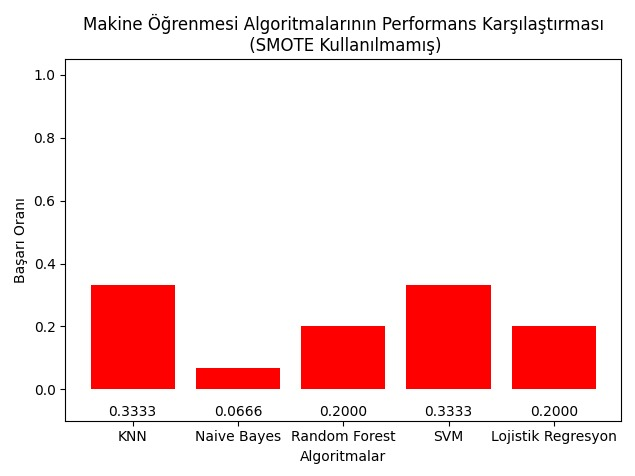 Makine Öğrenmesi Algoritmalarının Performans Karşılaştırması
(SMOTE Kullanılmamış)
1.0
0.8
0.6
0.4
0.2
0.0
Başarı Oranı
0.3333 0.0666 0.2000 0.3333 0.2000
KNN Naive Bayes Random Forest SVM Lojistik Regresyon
Algoritmalar